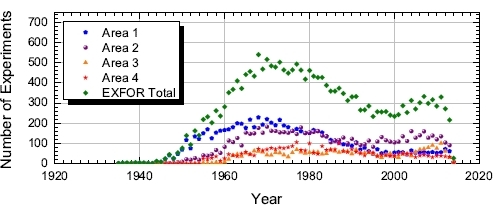 700
600
500
400
300
200
100
0
Number of Experiments
Area 1
Area 2
Area 3
Area 4
EXFOR Total
1920
1940
1960
1980
2000
2020
Year